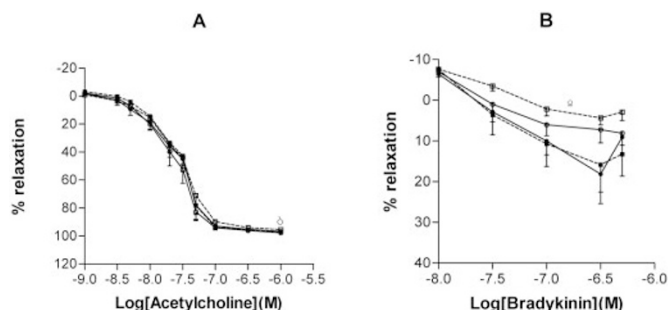 A
B
% relaxation
-20
0
20
40
60
80
100
120
-9.0 -8.5 -8.0 -7.5 -7.0 -6.5 -6.0 -5.5
Log[Acetylcholine](M)
% relaxation
-10
0
10
20
30
40
-8.0 -7.5 -7.0 -6.5 -6.0
Log[Bradykinin](M)